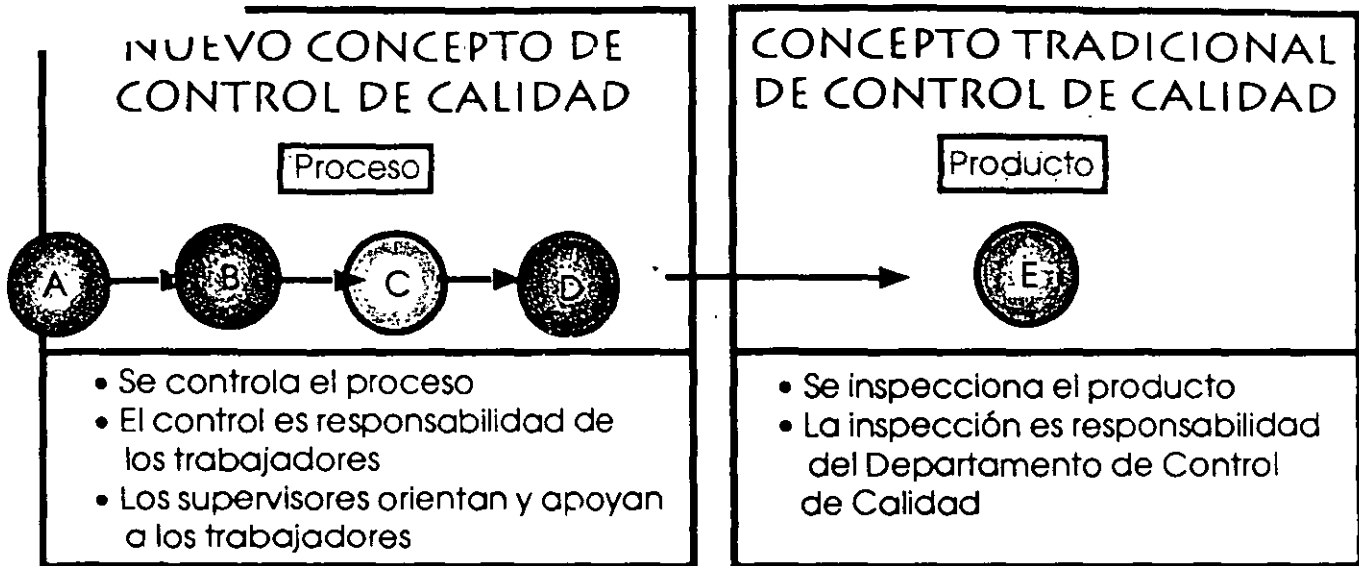 NUEVO CONCEPTO DE
CONTROL DE CALIDAD
Proceso
A B C D
• Se controla el proceso
• El control es responsabilidad de
los trabajadores
• Los supervisores orientan y apoyan
a los trabajadores
CONCEPTO TRADICIONAL
DE CONTROL DE CALIDAD
Producto
E
• Se inspecciona el producto
• La inspección es responsabilidad
del Departamento de Control
de Calidad